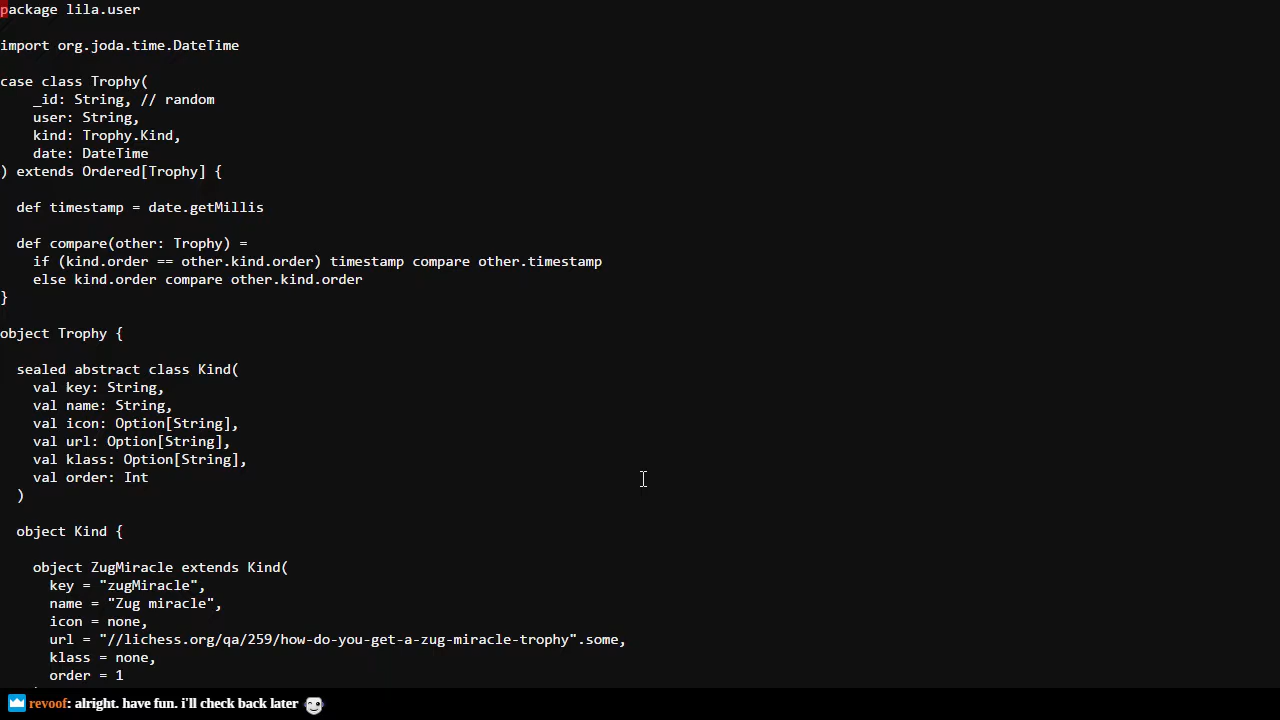 package lila.user

import org.joda.time.DateTime

case class Trophy(
    _id: String, // random
    user: String,
    kind: Trophy.Kind,
    date: DateTime
) extends Ordered[Trophy] {

  def timestamp = date.getMillis

  def compare(other: Trophy) =
    if (kind.order == other.kind.order) timestamp compare other.timestamp
    else kind.order compare other.kind.order
}

object Trophy {

  sealed abstract class Kind(
    val key: String,
    val name: String,
    val icon: Option[String],
    val url: Option[String],
    val klass: Option[String],
    val order: Int
  )

  object Kind {

    object ZugMiracle extends Kind(
      key = "zugMiracle",
      name = "Zug miracle",
      icon = none,
      url = "//lichess.org/qa/259/how-do-you-get-a-zug-miracle-trophy".some,
      klass = none,
      order = 1
revoof: alright. have fun. i'll check back later